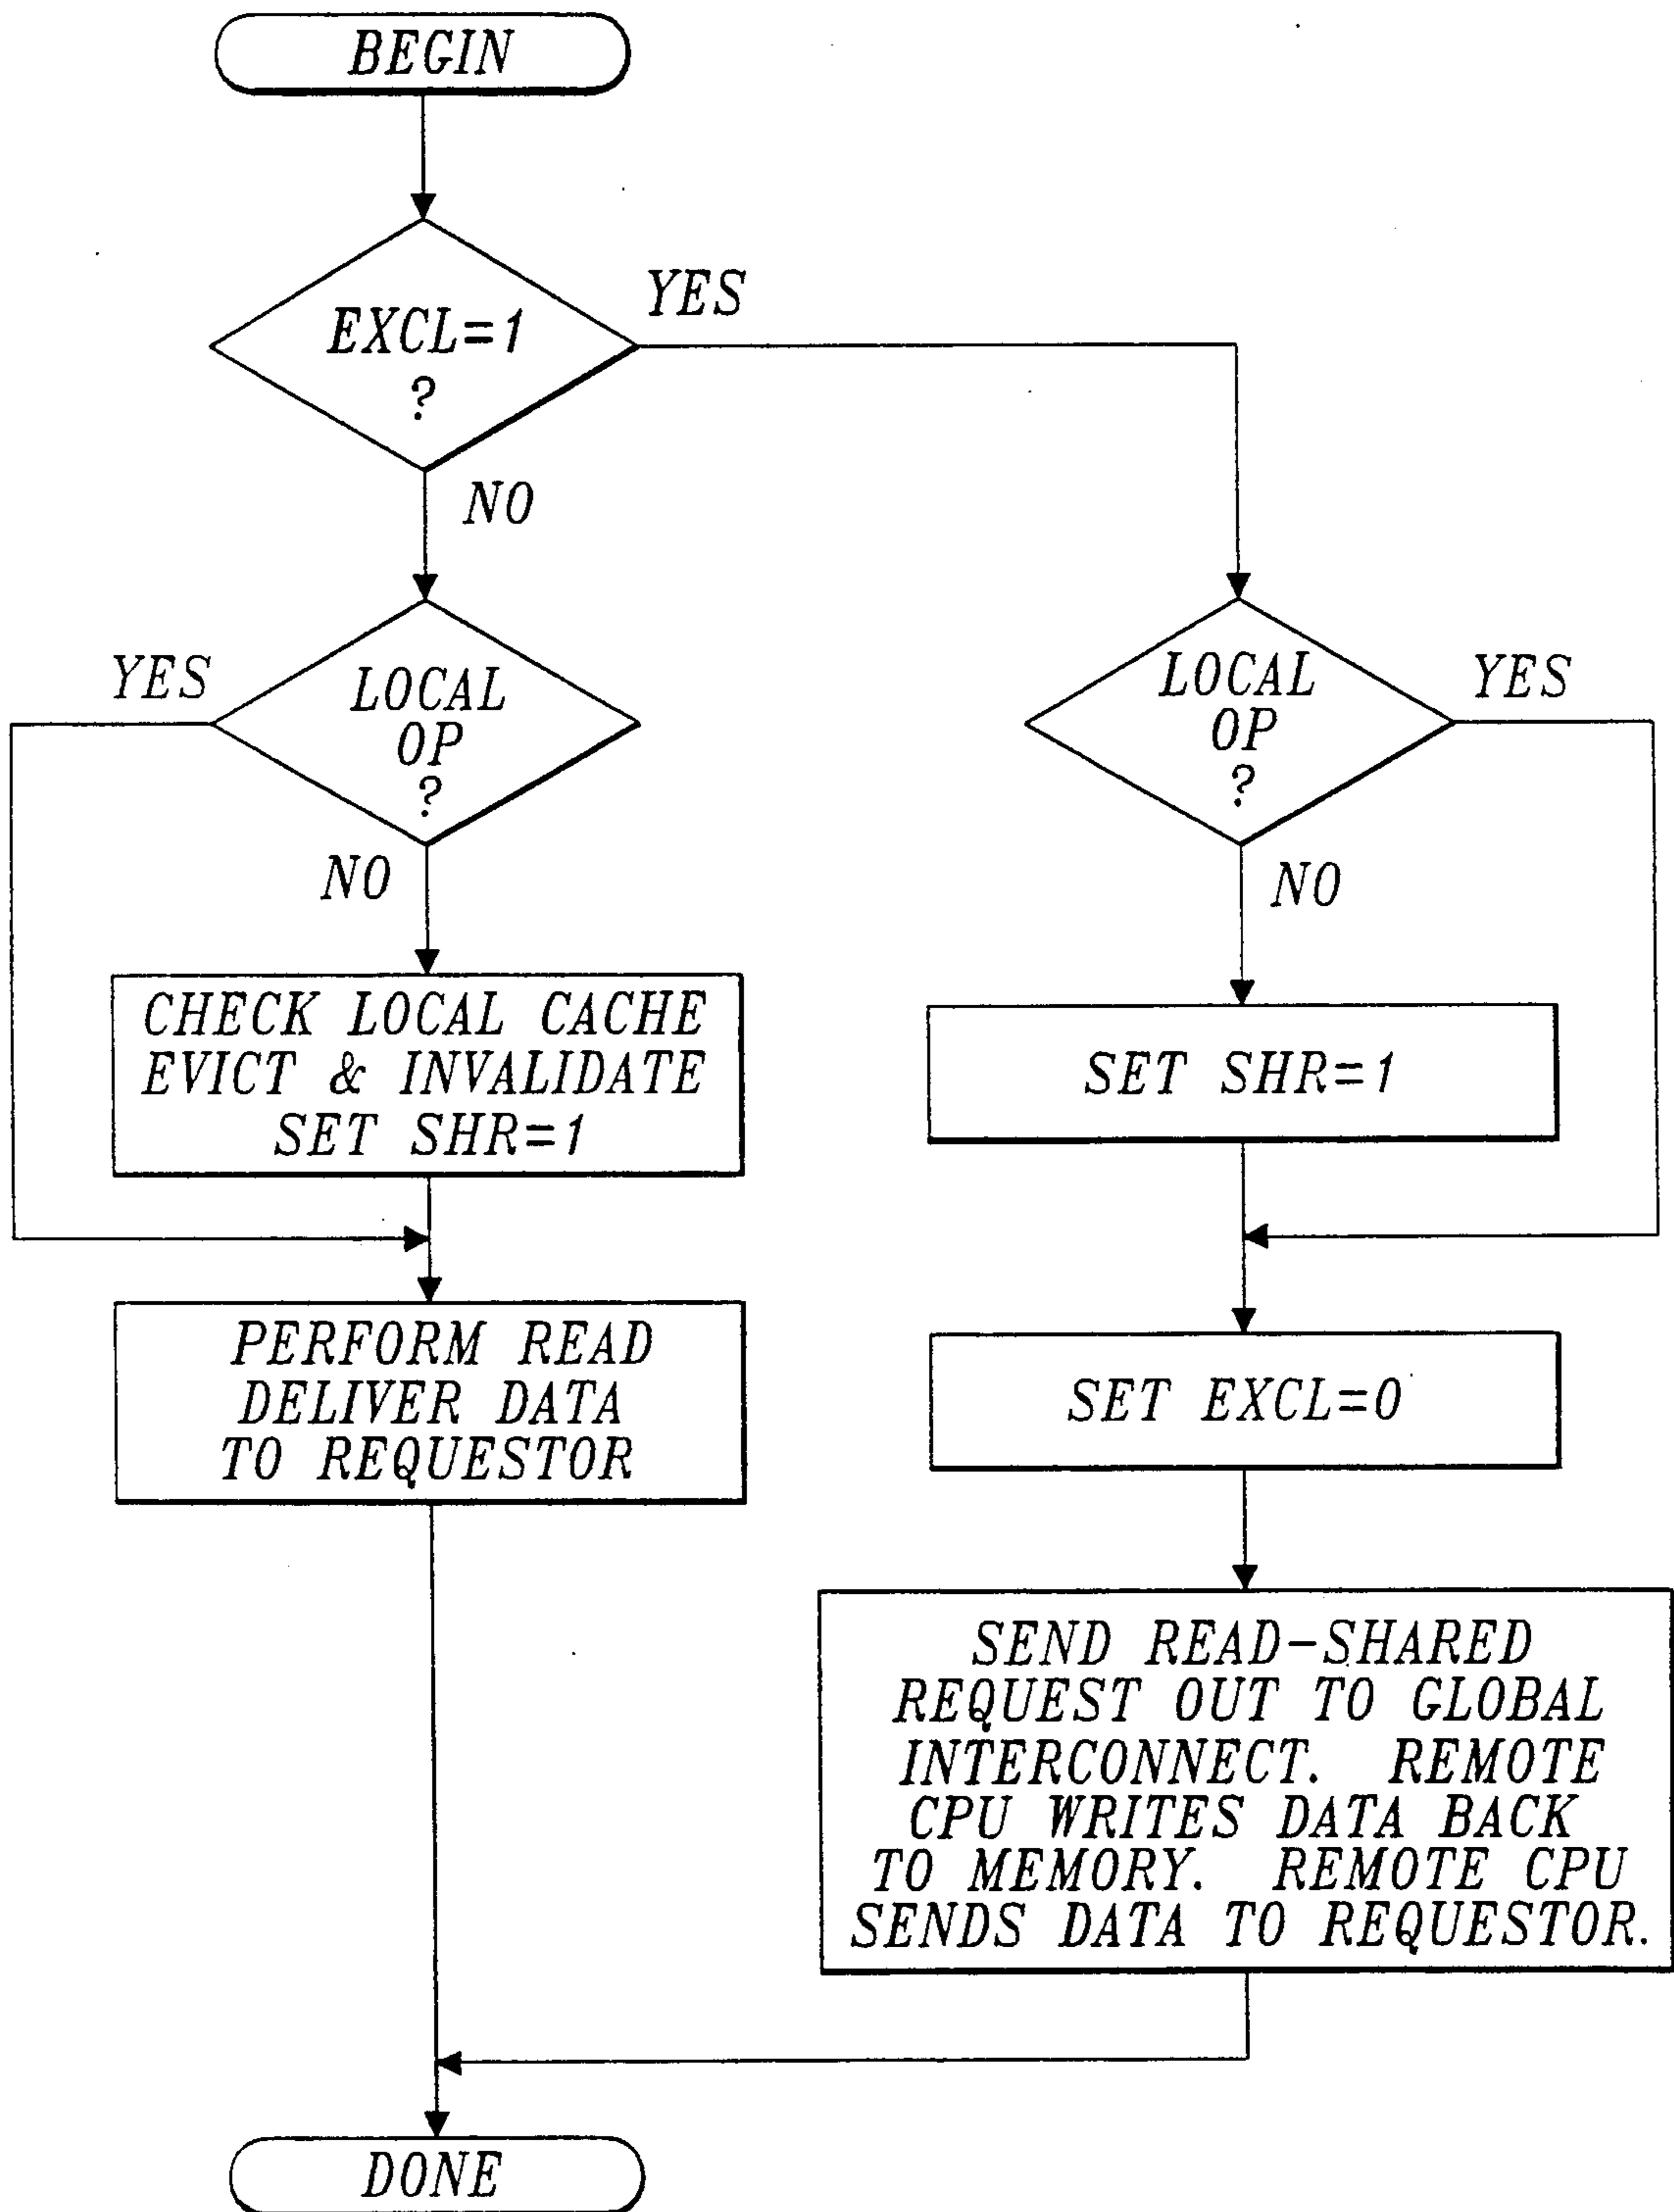 BEGIN
EXCL=1
?
YES
NO
LOCAL
OP
?
YES
NO
CHECK LOCAL CACHE
EVICT & INVALIDATE
SET SHR=1
PERFORM READ
DELIVER DATA
TO REQUESTOR
LOCAL
OP
?
YES
NO
SET SHR=1
SET EXCL=0
SEND READ-SHARED
REQUEST OUT TO GLOBAL
INTERCONNECT. REMOTE
CPU WRITES DATA BACK
TO MEMORY. REMOTE CPU
SENDS DATA TO REQUESTOR.
DONE